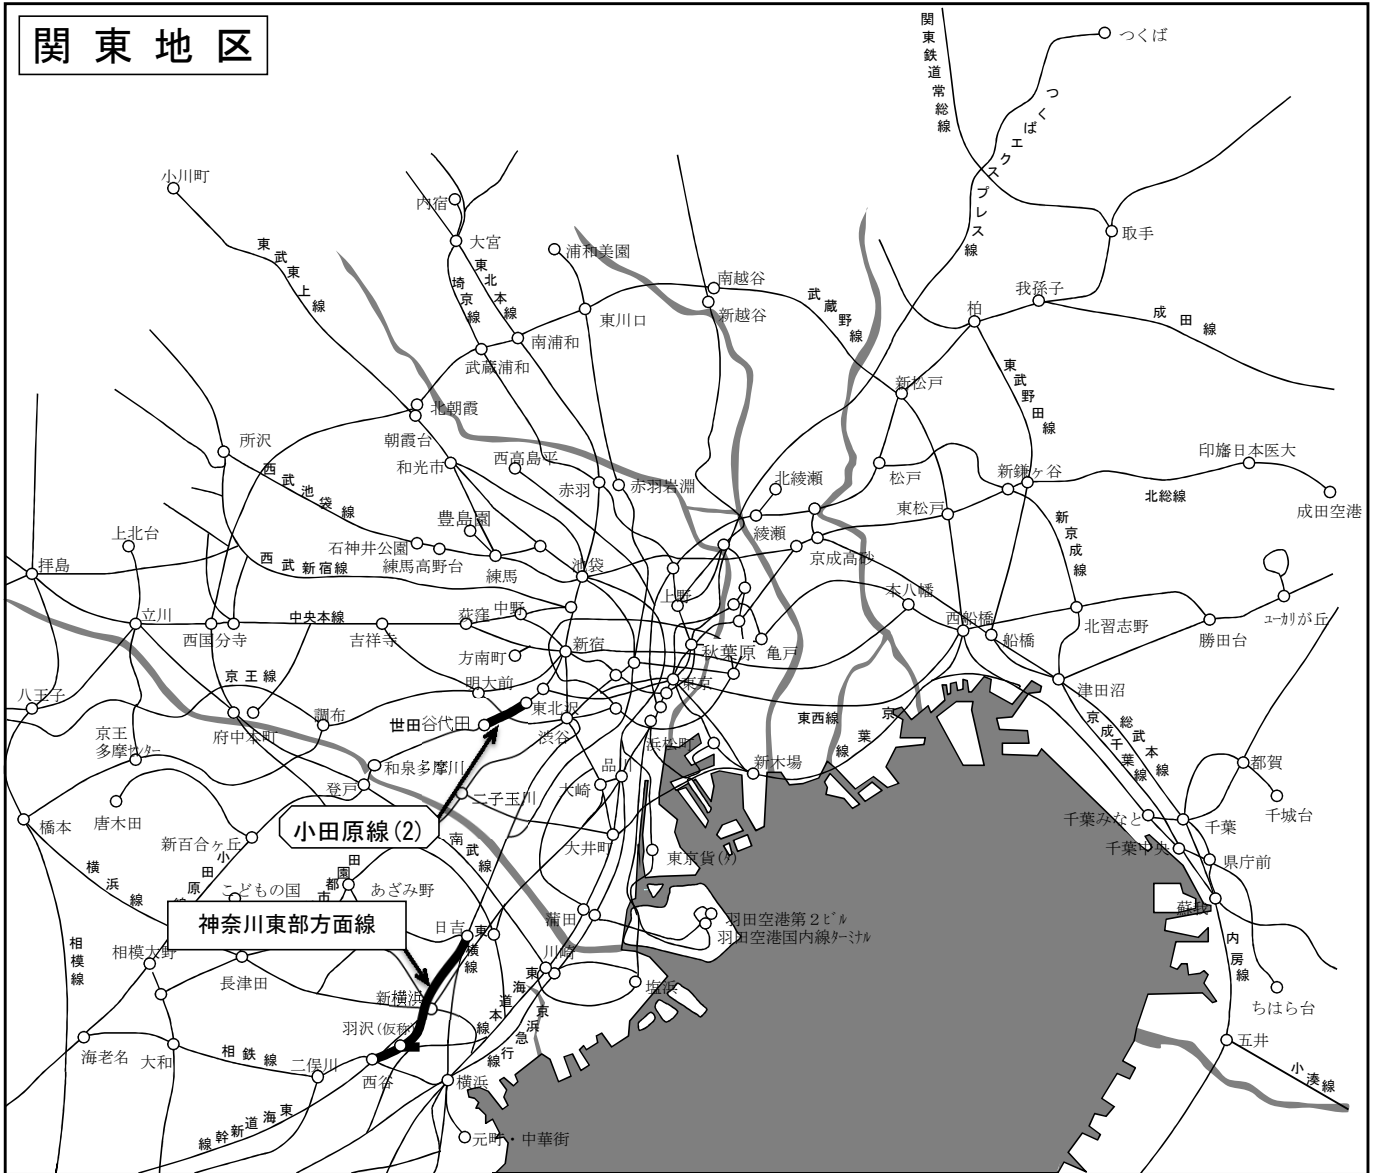 関東地区
関東鉄道常総線
つくば
つくばエクスプレス線
小川町
内宿
東武東上線
大宮
埼京線
東北本線
浦和美園
取手
南越谷
新越谷
武蔵野線
我孫子
柏
成田線
東川口
南浦和
武蔵浦和
新松戸
東武野田線
北朝霞
朝霞台
所沢
和光市
西高島平
赤羽
赤羽岩淵
北綾瀬
松戸
新鎌ヶ谷
印旛日本医大
北総線
成田空港
西武池袋線
豊島園
綾瀬
東松戸
新京成線
上北台
石神井公園
練馬高野台
練馬
京成高砂
拝島
西武新宿線
池袋
上野
本八幡
立川
西国分寺
中央本線
吉祥寺
荻窪
中野
西船橋
船橋
北習志野
勝田台
ユーカリが丘
方南町
新宿
秋葉原
亀戸
京王線
明大前
東京
津田沼
八王子
府中本町
調布
世田谷代田
東北沢
渋谷
東西線
京葉線
総武本線
京成千葉線
京王
多摩センター
和泉多摩川
浜松町
新木場
品川
都賀
登戸
二子玉川
大崎
唐木田
千城台
橋本
新百合ヶ丘
小田原線(2)
南武線
大井町
東京貨(タ)
千葉みなと
千葉
千葉中央
県庁前
横浜線
小田原線
こどもの国
田園都市
あざみ野
蘇我
神奈川東部方面線
日吉
東横線
蒲田
羽田空港第2ビル
羽田空港国内線ターミナル
内房線
相模線
相模大野
長津田
川崎
新横浜
塩浜
ちはら台
羽沢(仮称)
東海道本線
京浜急行線
海老名
大和
相鉄線
二俣川
西谷
横浜
五井
小湊線
東海道新幹線
元町・中華街